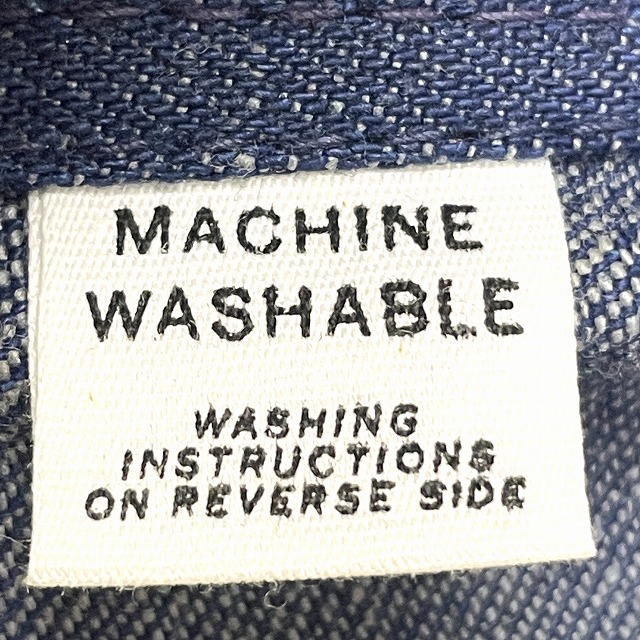 MACHINE
WASHABLE
WASHING
INSTRUCTIONS
ON REVERSE SIDE